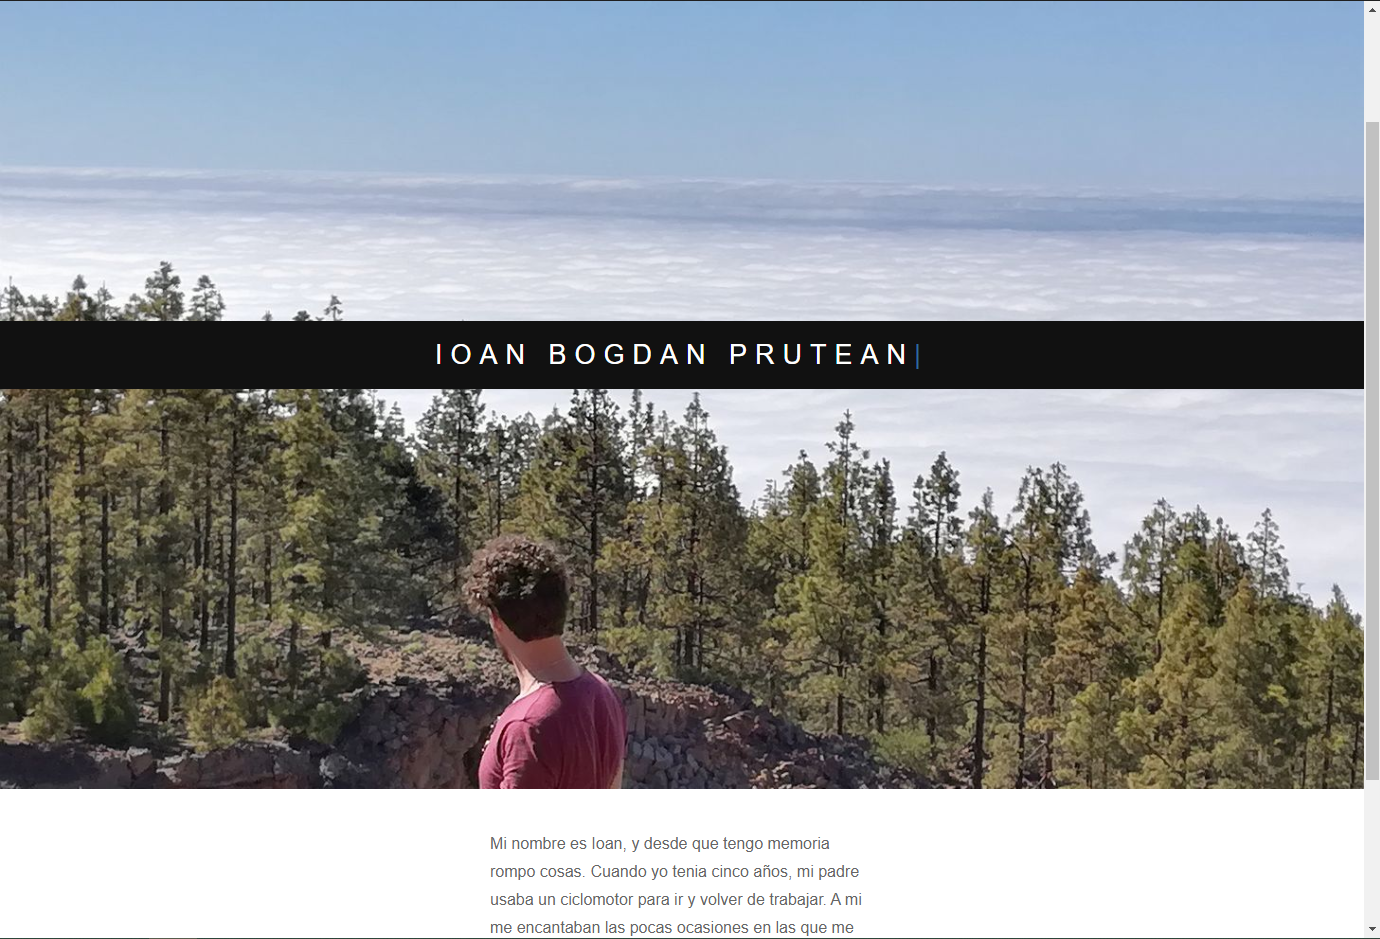 IOAN BOGDAN PRUTEAN|
Mi nombre es Ioan, y desde que tengo memoria
rompo cosas. Cuando yo tenia cinco años, mi padre
usaba un ciclomotor para ir y volver de trabajar. A mi
me encantaban las pocas ocasiones en las que me